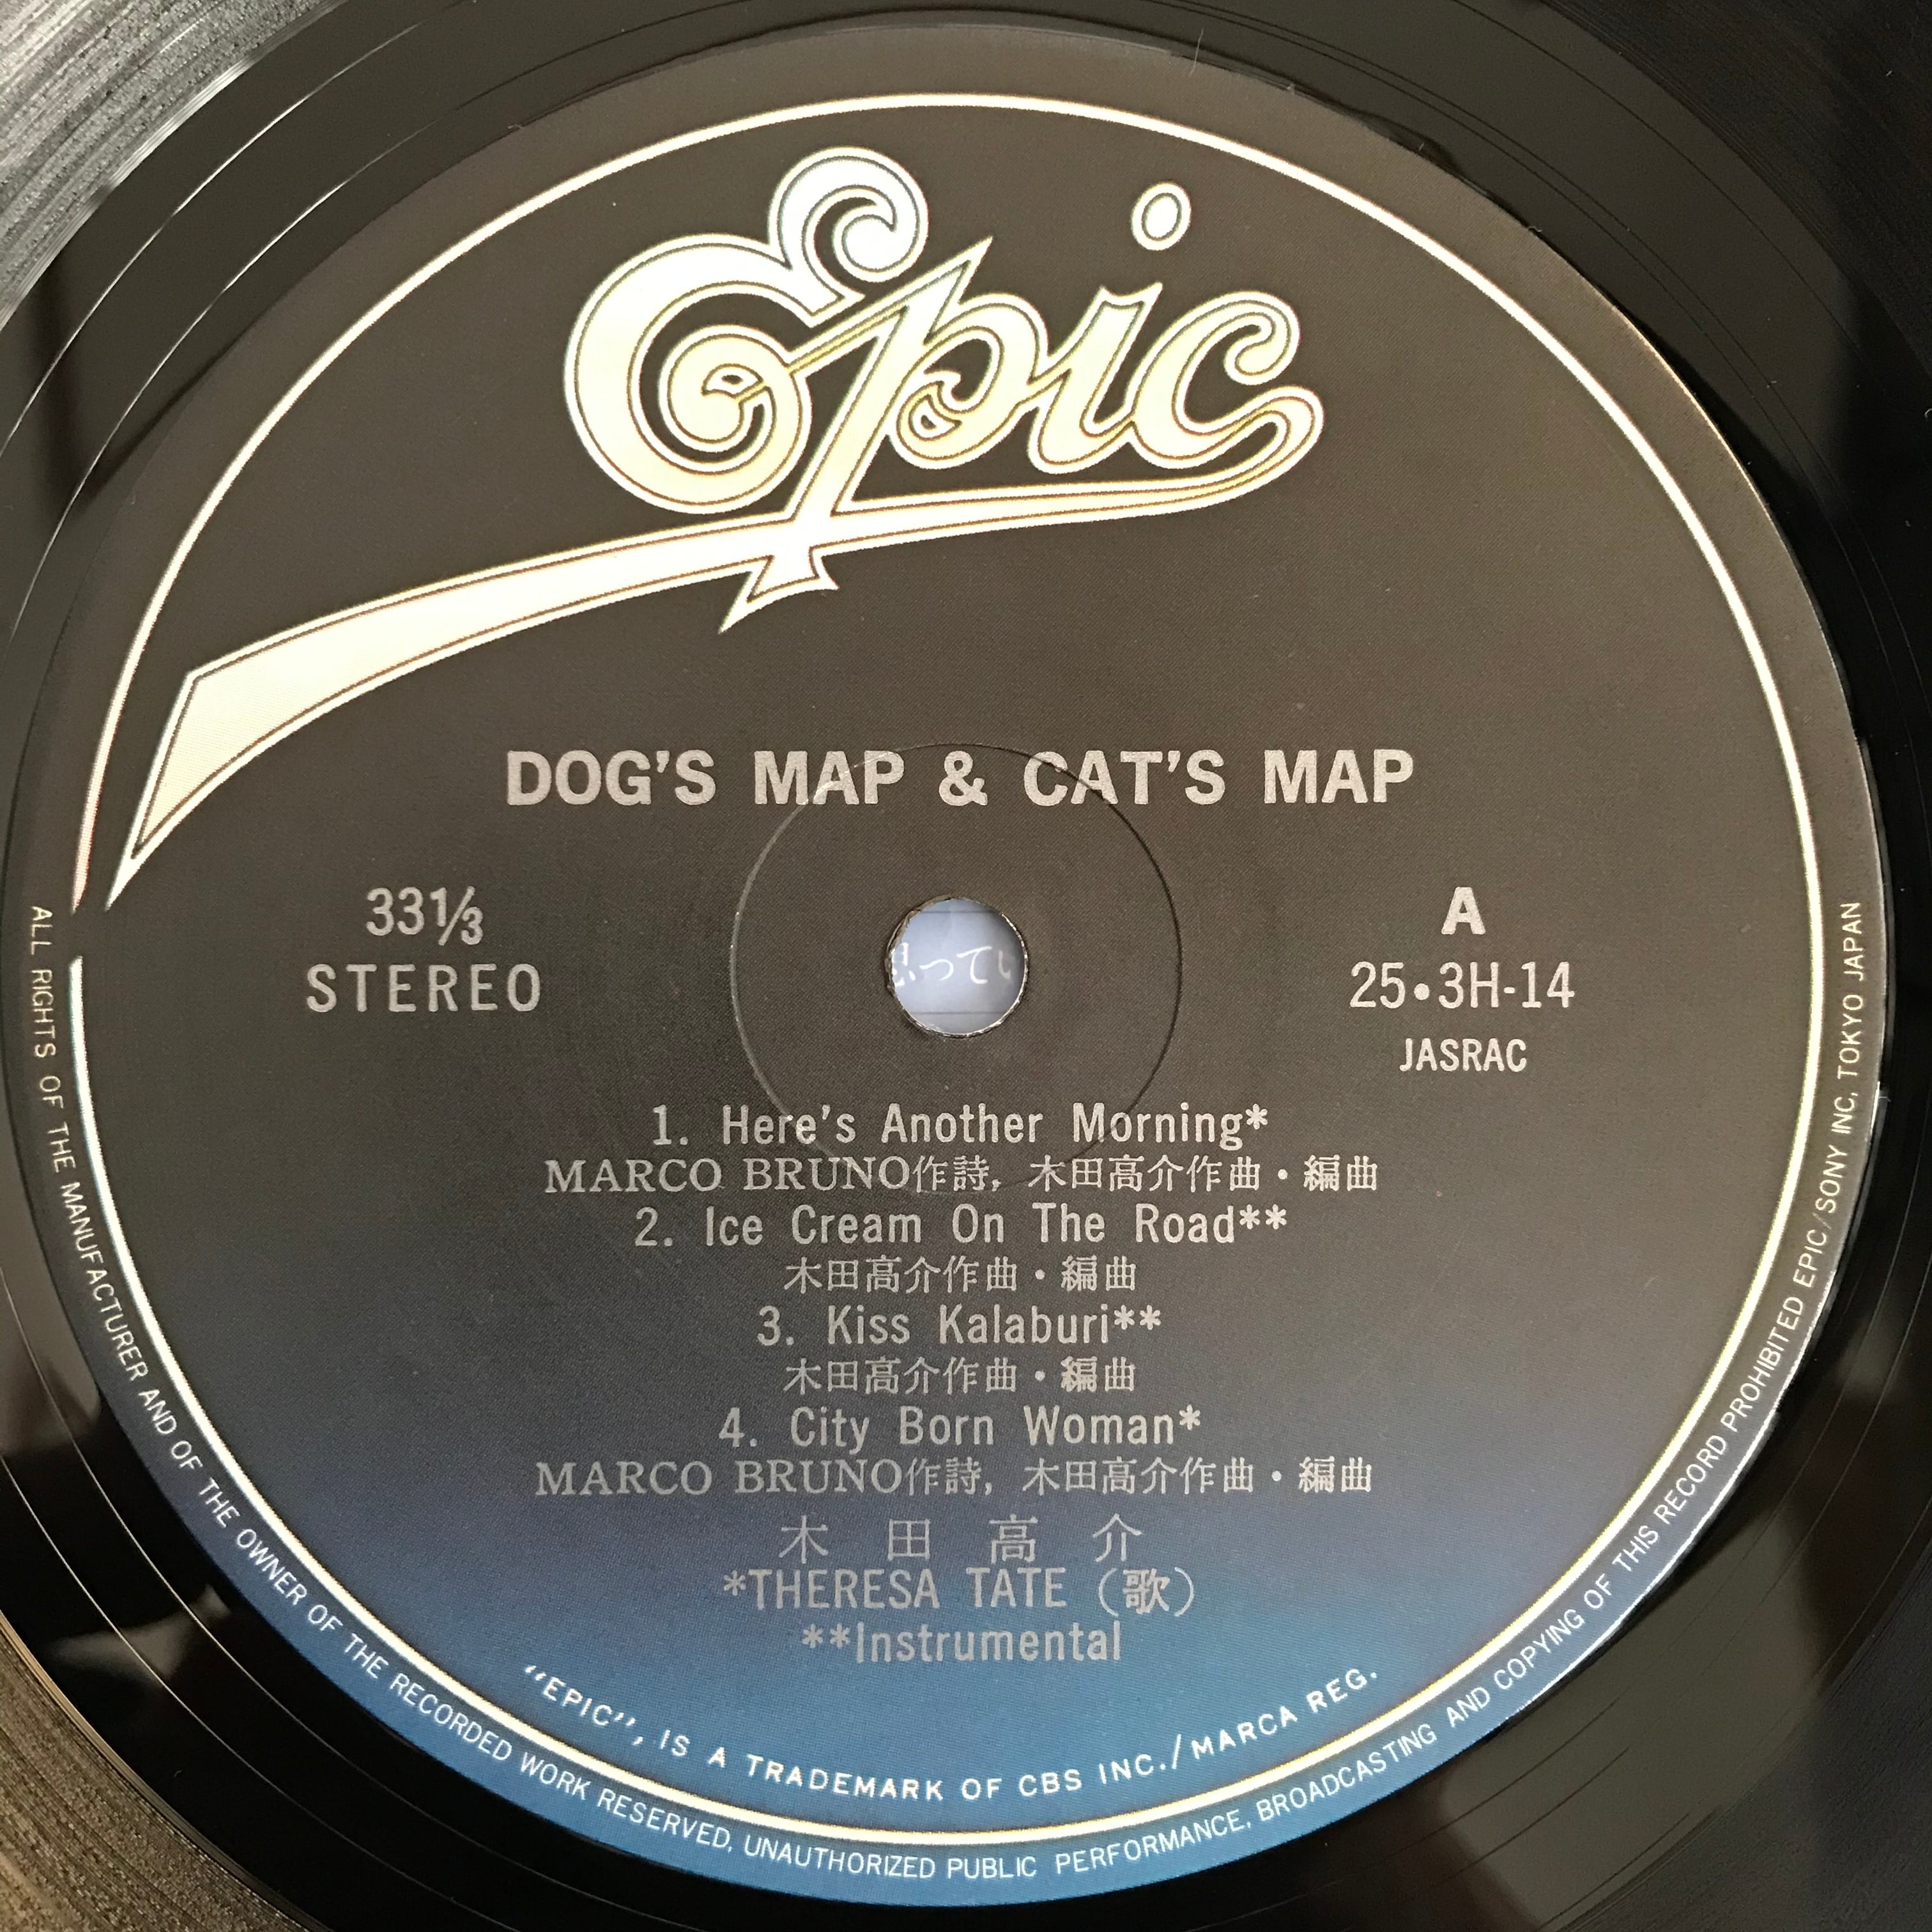 Epic
DOG'S MAP & CAT'S MAP
33⅓
STEREO
A
25•3H-14
JASRAC
思ってい
1. Here's Another Morning*
MARCO BRUNO作詩, 木田高介作曲・編曲
2. Ice Cream On The Road**
木田高介作曲・編曲
3. Kiss Kalaburi**
木田高介作曲・編曲
4. City Born Woman*
MARCO BRUNO作詩, 木田高介作曲・編曲
木田高介
*THERESA TATE (歌)
**Instrumental
"EPIC", IS A TRADEMARK OF CBS INC./MARCA REG.
ALL RIGHTS OF THE MANUFACTURER AND OF THE OWNER OF THE RECORDED WORK RESERVED, UNAUTHORIZED PUBLIC PERFORMANCE, BROADCASTING AND COPYING OF THIS RECORD PROHIBITED EPIC/SONY INC, TOKYO JAPAN